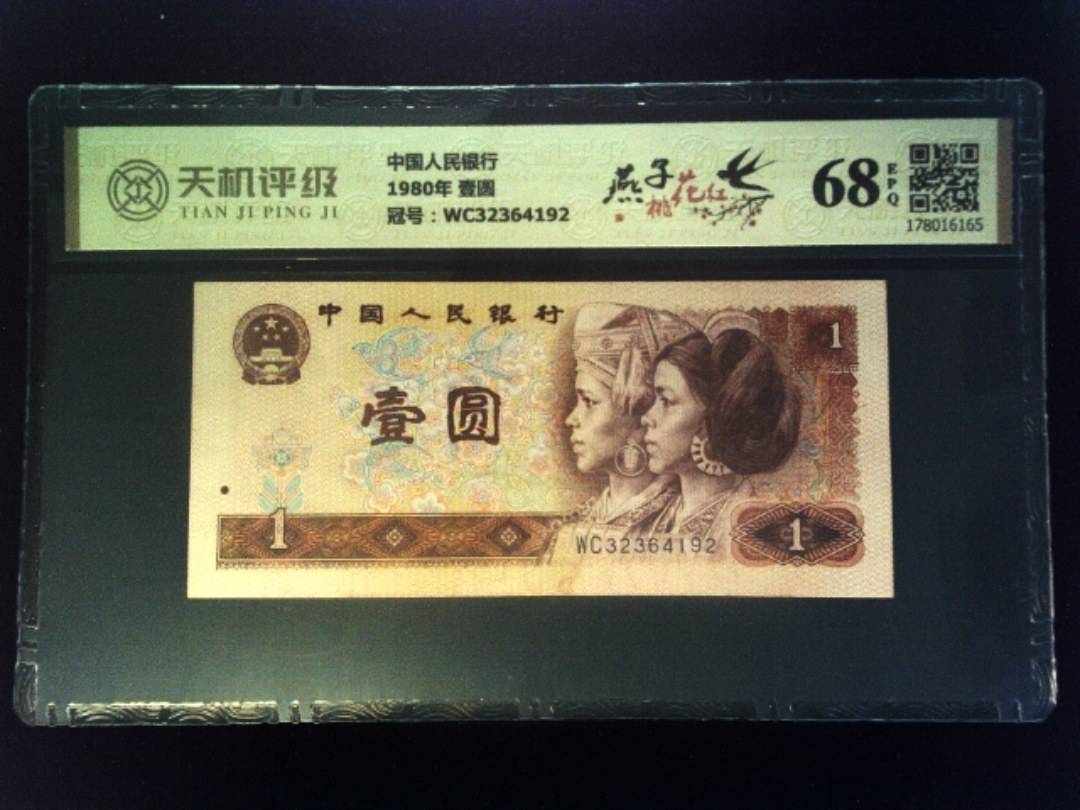 天机评级
TIAN JI PING JI
中国人民银行
1980年 壹圆
冠号：WC32364192
燕子
桃花红
68 EPQ
178016165
中国人民银行
1
壹圆
1
WC32364192
1